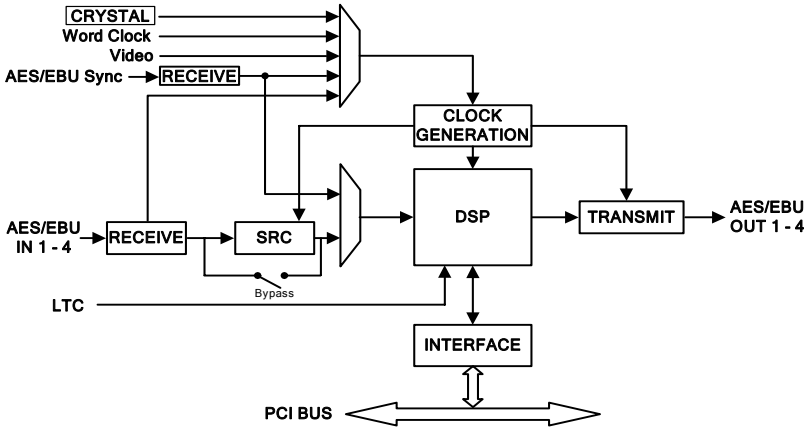 CRYSTAL
Word Clock
Video
AES/EBU Sync
RECEIVE
CLOCK
GENERATION
AES/EBU
IN 1 - 4
RECEIVE
SRC
Bypass
DSP
TRANSMIT
AES/EBU
OUT 1 - 4
LTC
INTERFACE
PCI BUS